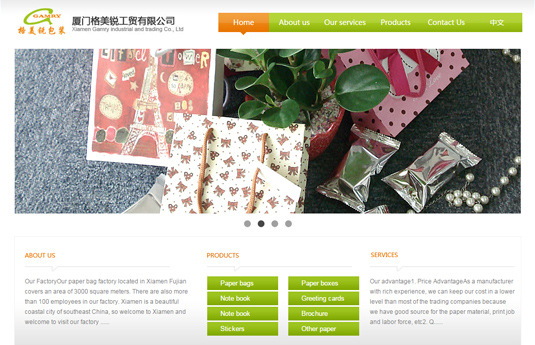 GAMRY
格美锐包装
厦门格美锐工贸有限公司
Xiamen Gamry industrial and trading Co., Ltd
Home About us Our services Products Contact Us 中文
ABOUT US
Our FactoryOur paper bag factory located in Xiamen Fujian
covers an area of 3000 square meters. There are also more
than 100 employees in our factory. Xiamen is a beautiful
coastal city of southeast China, so welcome to Xiamen and
welcome to visit our factory ......
PRODUCTS
Paper bags Paper boxes
Note book Greeting cards
Note book Brochure
Stickers Other paper
SERVICES
Our advantage1. Price AdvantageAs a manufacturer
with rich experience, we can keep our cost in a lower
level than most of the trading companies because
we have good source for the paper material, print job
and labor force, etc2. Q.....